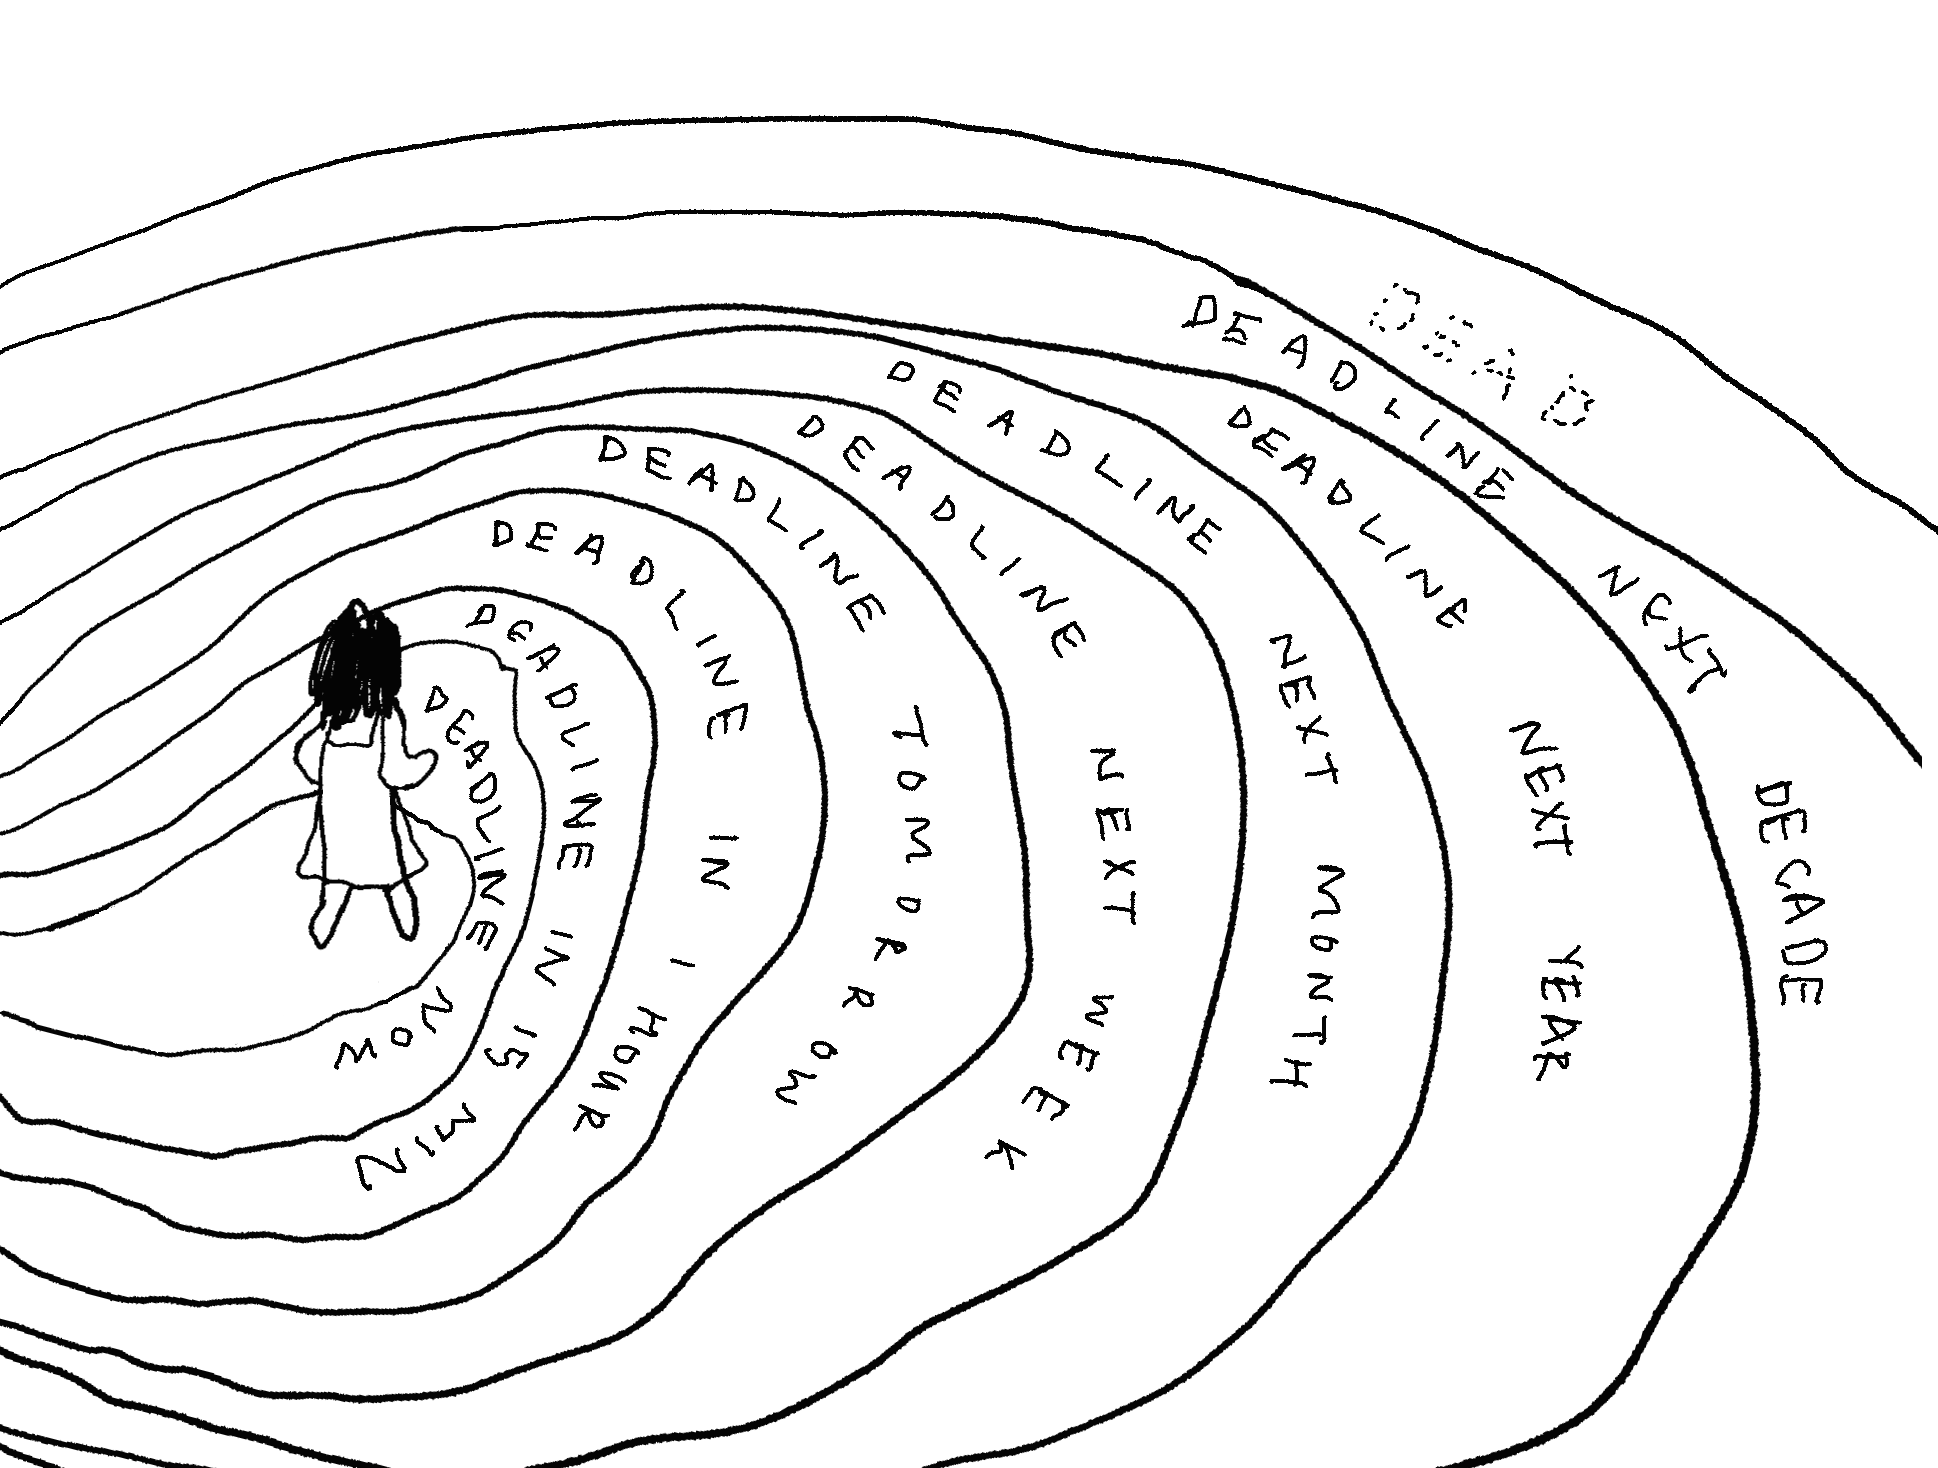 DEADLINE NOW
DEADLINE IN 15 MIN
DEADLINE IN 1 HOUR
DEADLINE TOMORROW
DEADLINE NEXT WEEK
DEADLINE NEXT MONTH
DEADLINE NEXT YEAR
DEADLINE NEXT DECADE
DEAD